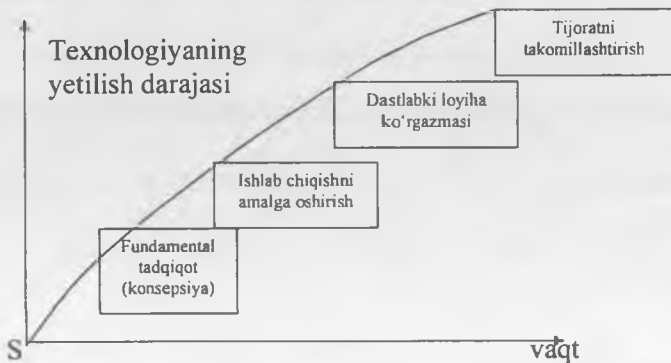 Texnologiyaning
yetilish darajasi
Tijoratni
takomillashtirish
Dastlabki loyiha
ko‘rgazmasi
Ishlab chiqishni
amalga oshirish
Fundamental
tadqiqot
(konsepsiya)
S
vaqt